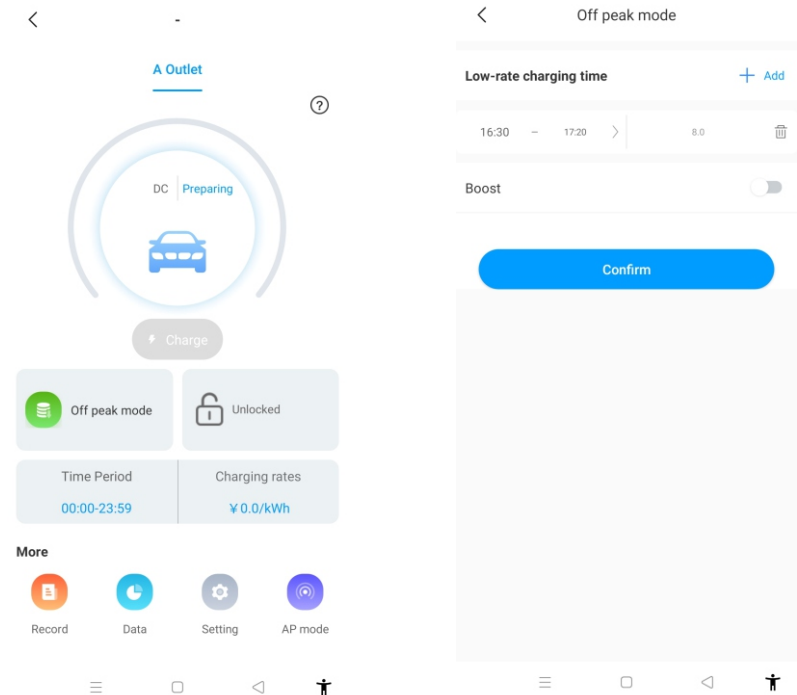 -
A Outlet
?
DC Preparing
Charge
Off peak mode
Unlocked
Time Period
Charging rates
00:00-23:59
¥0.0/kWh
More
Record
Data
Setting
AP mode
Off peak mode
Low-rate charging time
+ Add
16:30 – 17:20
8.0
Boost
Confirm